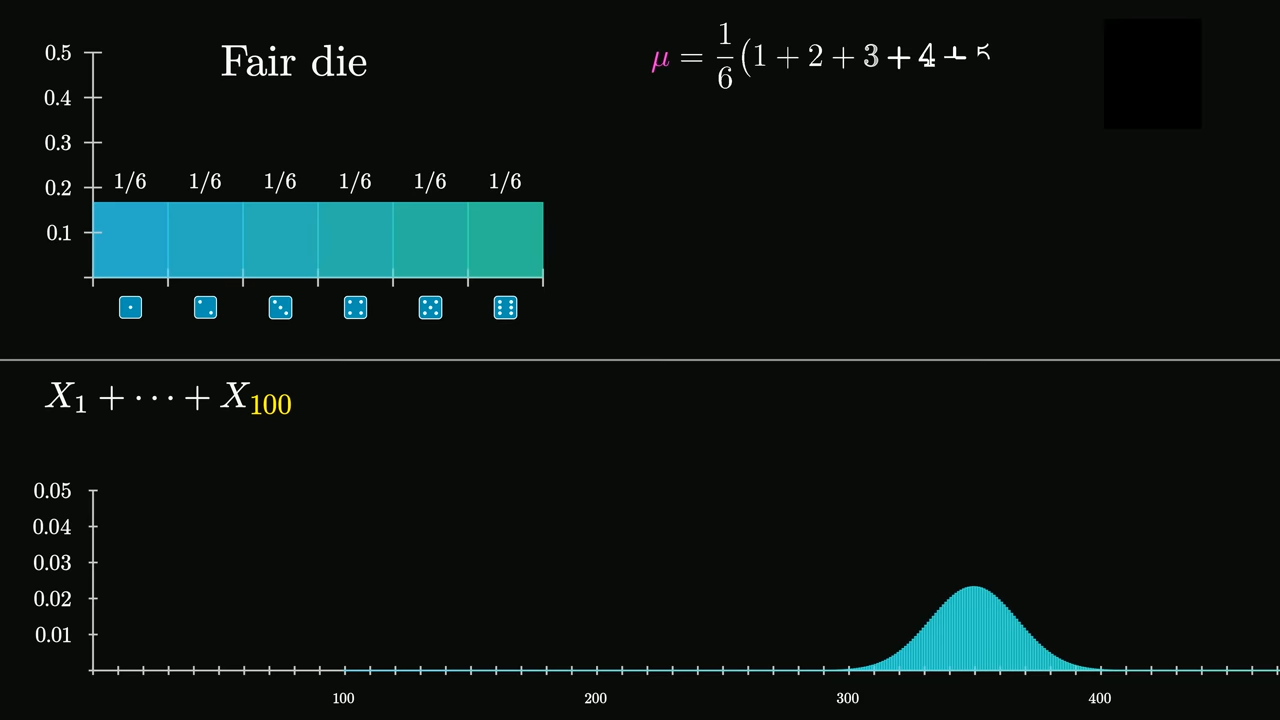 Fair die
μ = 1/6 (1 + 2 + 3 + 4 + 5
0.5
0.4
0.3
0.2
0.1
1/6 1/6 1/6 1/6 1/6 1/6
X₁ + ⋯ + X₁₀₀
0.05
0.04
0.03
0.02
0.01
100 200 300 400